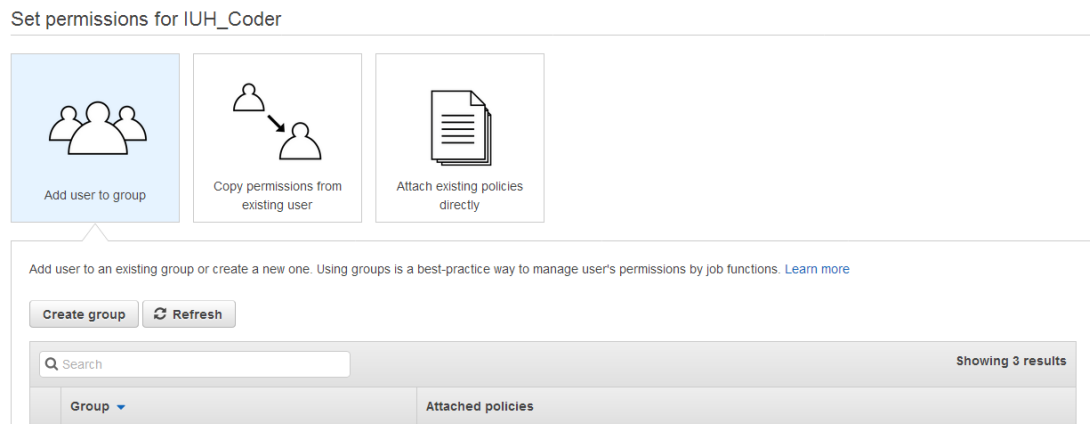 Set permissions for IUH_Coder
Add user to group
Copy permissions from
existing user
Attach existing policies
directly
Add user to an existing group or create a new one. Using groups is a best-practice way to manage user's permissions by job functions. Learn more
Create group
Refresh
Search
Showing 3 results
Group
Attached policies